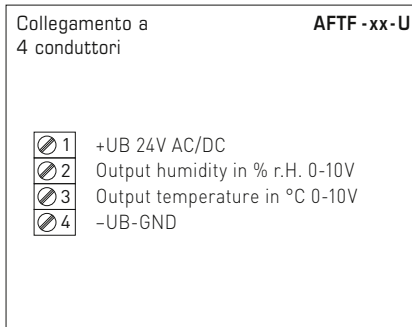 Collegamento a
4 conduttori
AFTF - xx - U
1 +UB 24V AC/DC
2 Output humidity in % r.H. 0-10V
3 Output temperature in °C 0-10V
4 –UB-GND